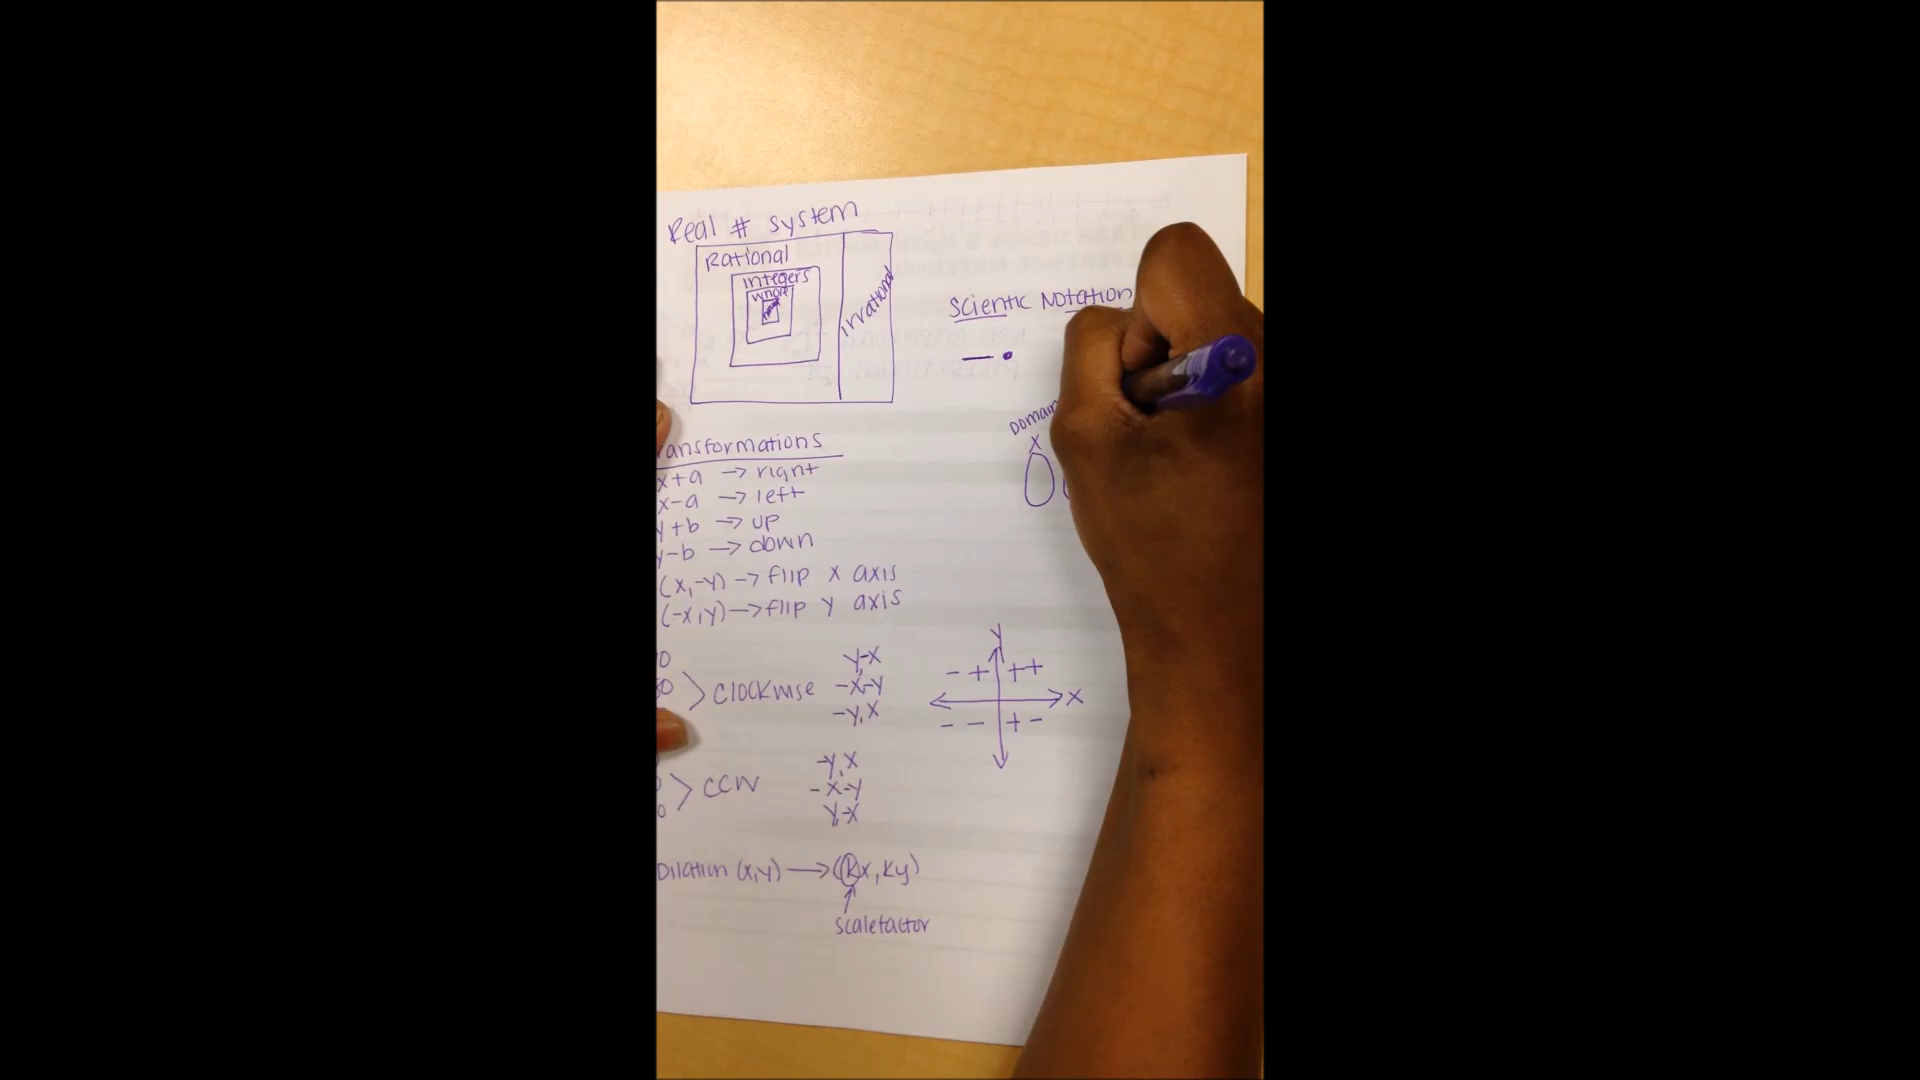 Real # System
Rational
integers
whole
irrational
Scientic Notation
— •
Domain
X
ransformations
x+a → right
x-a → left
y+b → up
y-b → down
(x,-y) → flip x axis
(-x,y) → flip y axis
> Clockwise
y,-x
-x,-y
-y,x
y
- +
++
x
- -
+ -
> CCW
-y,x
-x-y
y,-x
Dilation (x,y) → (kx, ky)
scalefactor